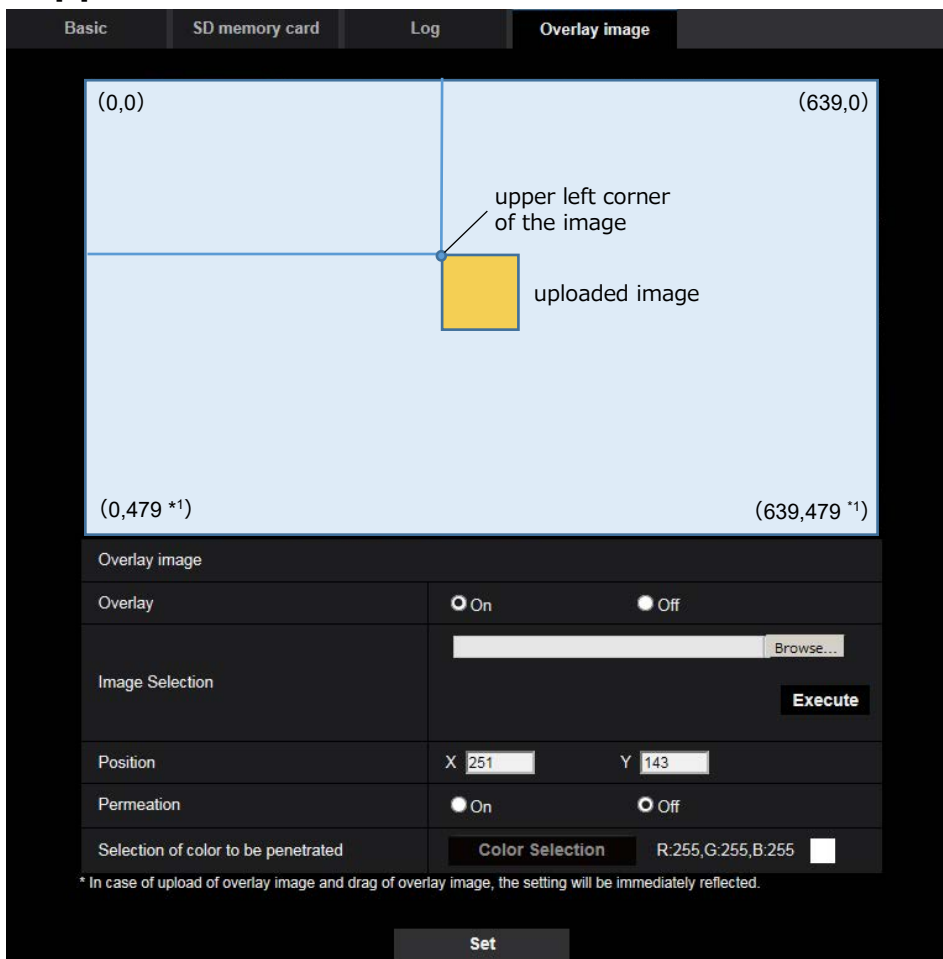 Basic SD memory card Log Overlay image
(0,0) (639,0)
upper left corner
of the image
uploaded image
(0,479 *1) (639,479 *1)
Overlay image
Overlay On Off
Browse...
Image Selection
Execute
Position X 251 Y 143
Permeation On Off
Selection of color to be penetrated Color Selection R:255,G:255,B:255
* In case of upload of overlay image and drag of overlay image, the setting will be immediately reflected.
Set